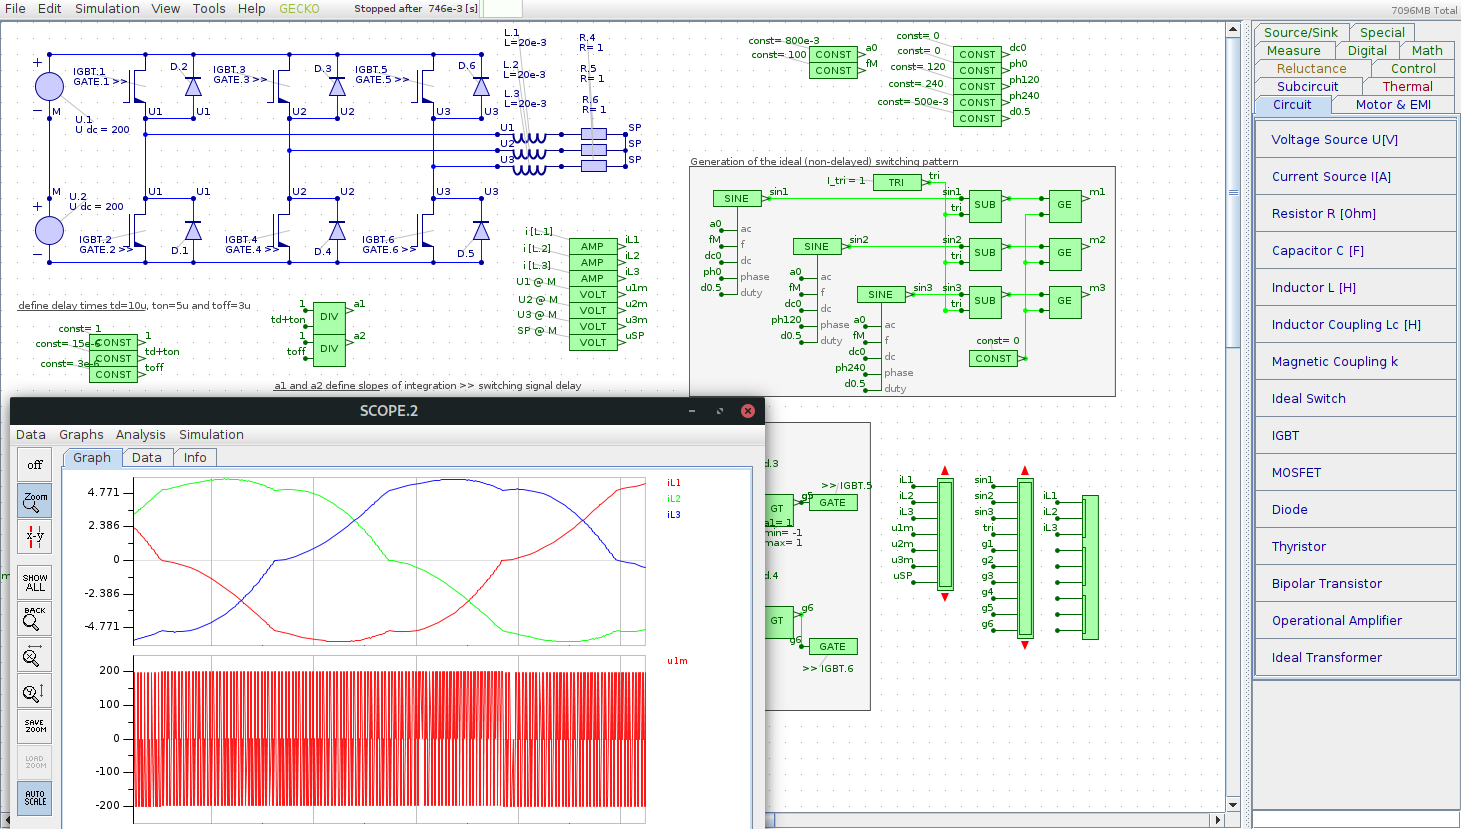 File Edit Simulation View Tools Help GECKO Stopped after 746e-3 [s]
7096MB Total
+
IGBT.1
GATE.1 >>
D.2
IGBT.3
GATE.3 >>
D.3
IGBT.5
GATE.5 >>
D.6
L.1
L=20e-3
L.2
L=20e-3
L.3
L=20e-3
R.4
R= 1
R.5
R= 1
R.6
R= 1
−
M
U.1
U dc = 200
U1 U1 U2 U2 U3 U3
U1 SP
U2 SP
U3 SP
M
+
U.2
U dc = 200
−
U1 U1 U2 U2 U3 U3
IGBT.2
GATE.2 >>
D.1
IGBT.4
GATE.4 >>
D.4
IGBT.6
GATE.6 >>
D.5
i [L.1] AMP iL1
i [L.2] AMP iL2
i [L.3] AMP iL3
U1 @ M VOLT u1m
U2 @ M VOLT u2m
U3 @ M VOLT u3m
SP @ M VOLT uSP
define delay times td=10u, ton=5u and toff=3u
const= 1 CONST 1
const= 15e-6 CONST td+ton
const= 3e-6 CONST toff
1 DIV a1
td+ton
1 DIV a2
toff
a1 and a2 define slopes of integration >> switching signal delay
const= 800e-3 CONST a0
const= 100 CONST fM
const= 0 CONST dc0
const= 0 CONST ph0
const= 120 CONST ph120
const= 240 CONST ph240
const= 500e-3 CONST d0.5
Generation of the ideal (non-delayed) switching pattern
I_tri = 1 TRI tri
SINE sin1
a0 ac
fM f
dc0 dc
ph0 phase
d0.5 duty
SINE sin2
a0 ac
fM f
dc0 dc
ph120 phase
d0.5 duty
SINE sin3
a0 ac
fM f
dc0 dc
ph240 phase
d0.5 duty
sin1 SUB GE m1
tri
sin2 SUB GE m2
tri
sin3 SUB GE m3
tri
const= 0
CONST
d.3
>> IGBT.5
GT g5 GATE
a1= 1
min= -1
max= 1
d.4
GT g6
g6 GATE
>> IGBT.6
iL1
iL2
iL3
u1m
u2m
u3m
uSP
sin1
sin2
sin3
tri
g1
g2
g3
g4
g5
g6
iL1
iL2
iL3
m
SCOPE.2
Data Graphs Analysis Simulation
Graph Data Info
off
Zoom
x-y
SHOW
ALL
BACK
SAVE
ZOOM
LOAD
ZOOM
AUTO
SCALE
4.771
2.386
0
-2.386
-4.771
iL1
iL2
iL3
200
100
0
-100
-200
u1m
Source/Sink Special
Measure Digital Math
Reluctance Control
Subcircuit Thermal
Circuit Motor & EMI
Voltage Source U[V]
Current Source I[A]
Resistor R [Ohm]
Capacitor C [F]
Inductor L [H]
Inductor Coupling Lc [H]
Magnetic Coupling k
Ideal Switch
IGBT
MOSFET
Diode
Thyristor
Bipolar Transistor
Operational Amplifier
Ideal Transformer